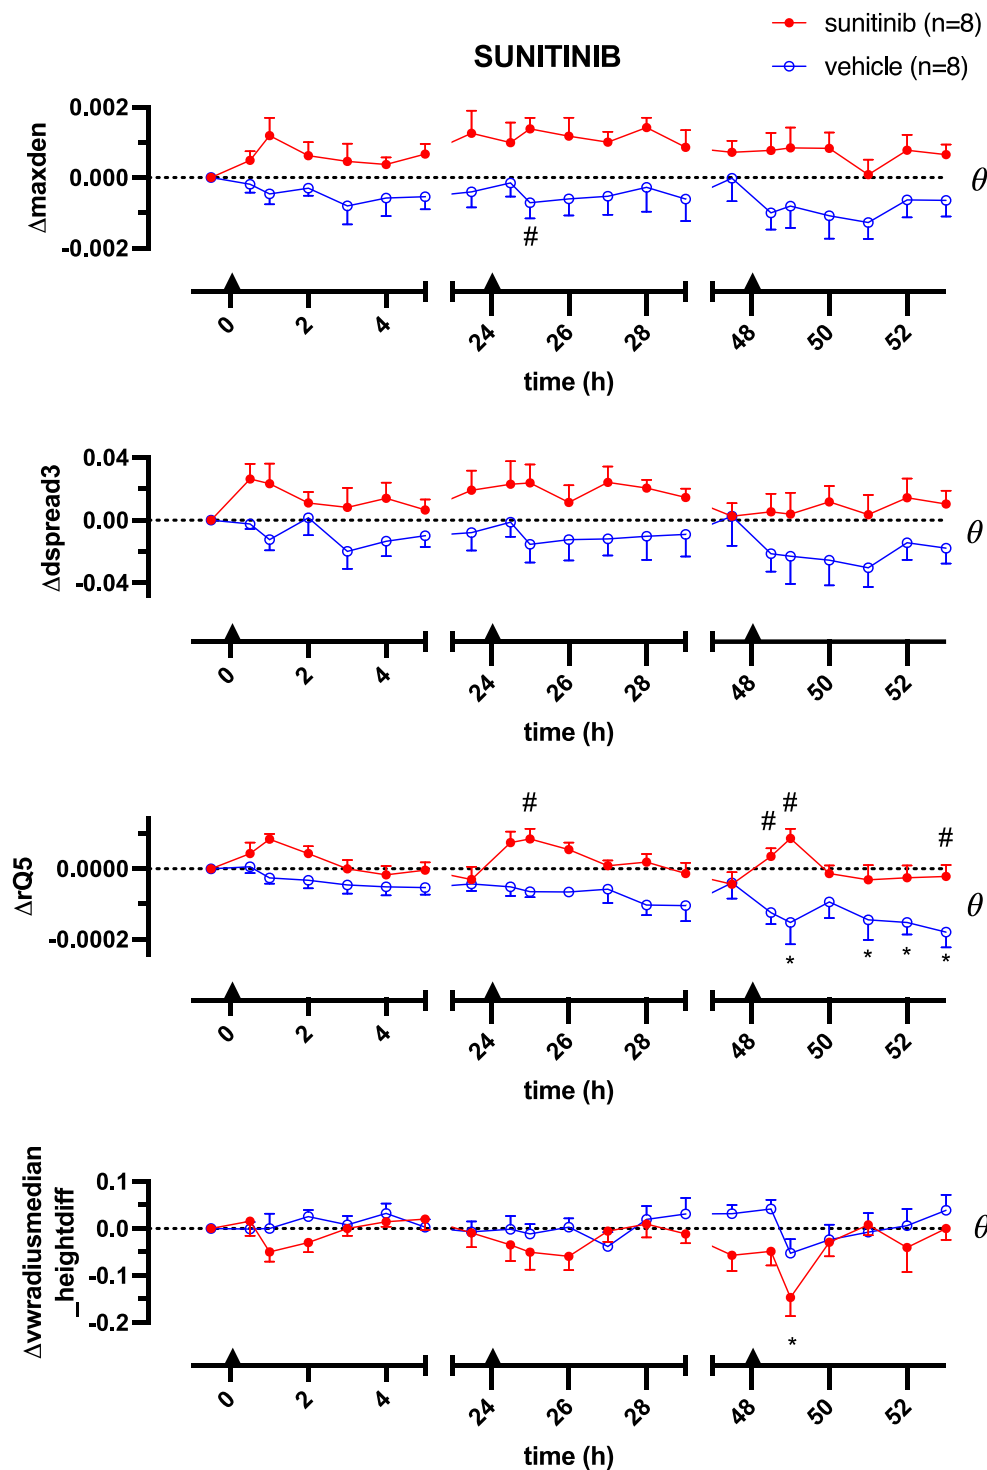 sunitinib (n=8)
vehicle (n=8)
SUNITINIB
Δmaxden
0.002
0.000
-0.002
#
θ
0 2 4 24 26 28 48 50 52
time (h)
Δdspread3
0.04
0.00
-0.04
θ
0 2 4 24 26 28 48 50 52
time (h)
ΔrQ5
# # # #
0.0000
-0.0002
θ
* * * *
0 2 4 24 26 28 48 50 52
time (h)
Δvwradiusmedian
_heightdiff
0.1
0.0
-0.1
-0.2
θ
*
0 2 4 24 26 28 48 50 52
time (h)